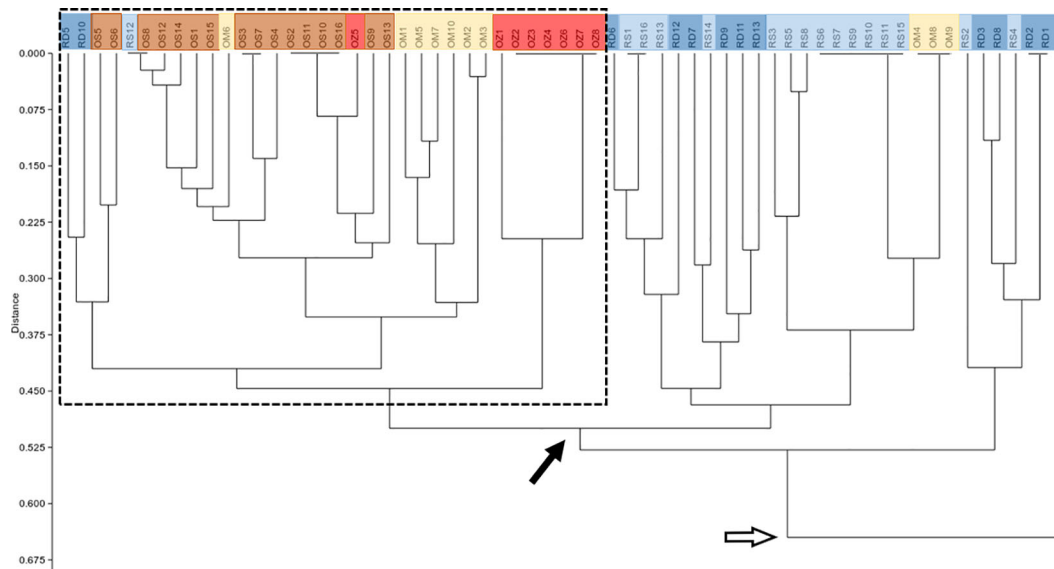 RD5
RD10
OS5
OS6
RS12
OS8
OS12
OS14
OS1
OS15
OM6
OS3
OS7
OS4
OS2
OS11
OS10
OS16
OZ5
OS9
OS13
OM1
OM5
OM7
OM10
OM2
OM3
OZ1
OZ2
OZ3
OZ4
OZ6
OZ7
OZ8
RD6
RS1
RS16
RS13
RD12
RD7
RS14
RD9
RD11
RD13
RS3
RS5
RS8
RS6
RS7
RS9
RS10
RS11
RS15
OM4
OM8
OM9
RS2
RD3
RD8
RS4
RD2
RD1
0.000
0.075
0.150
0.225
0.300
0.375
0.450
0.525
0.600
0.675
Distance